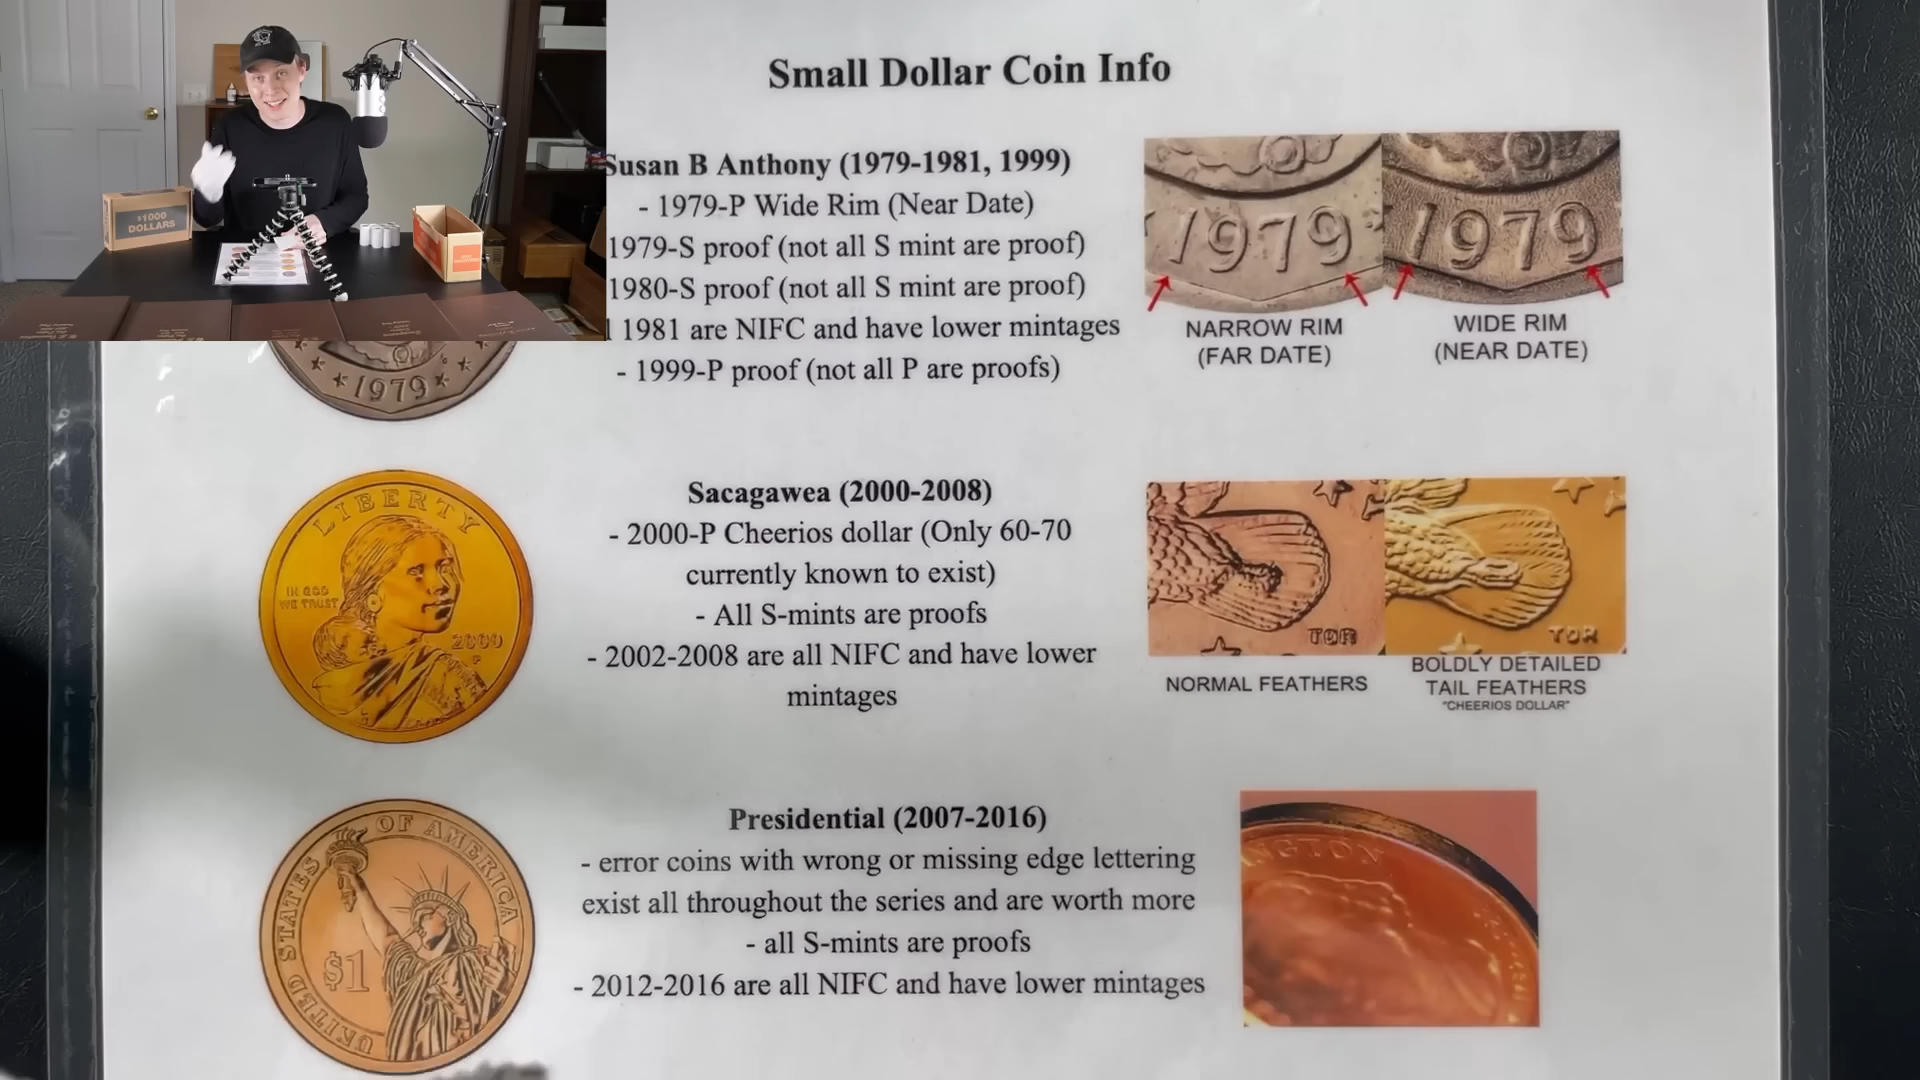 Small Dollar Coin Info
$1000
DOLLARS
Susan B Anthony (1979-1981, 1999)
- 1979-P Wide Rim (Near Date)
1979-S proof (not all S mint are proof)
1980-S proof (not all S mint are proof)
1981 are NIFC and have lower mintages
- 1999-P proof (not all P are proofs)
1979
1979
NARROW RIM
(FAR DATE)
WIDE RIM
(NEAR DATE)
1979
LIBERTY
IN GOD
WE TRUST
2000
P
Sacagawea (2000-2008)
- 2000-P Cheerios dollar (Only 60-70
currently known to exist)
- All S-mints are proofs
- 2002-2008 are all NIFC and have lower
mintages
NORMAL FEATHERS
BOLDLY DETAILED
TAIL FEATHERS
"CHEERIOS DOLLAR"
UNITED STATES OF AMERICA
$1
Presidential (2007-2016)
- error coins with wrong or missing edge lettering
exist all throughout the series and are worth more
- all S-mints are proofs
- 2012-2016 are all NIFC and have lower mintages
NGTON